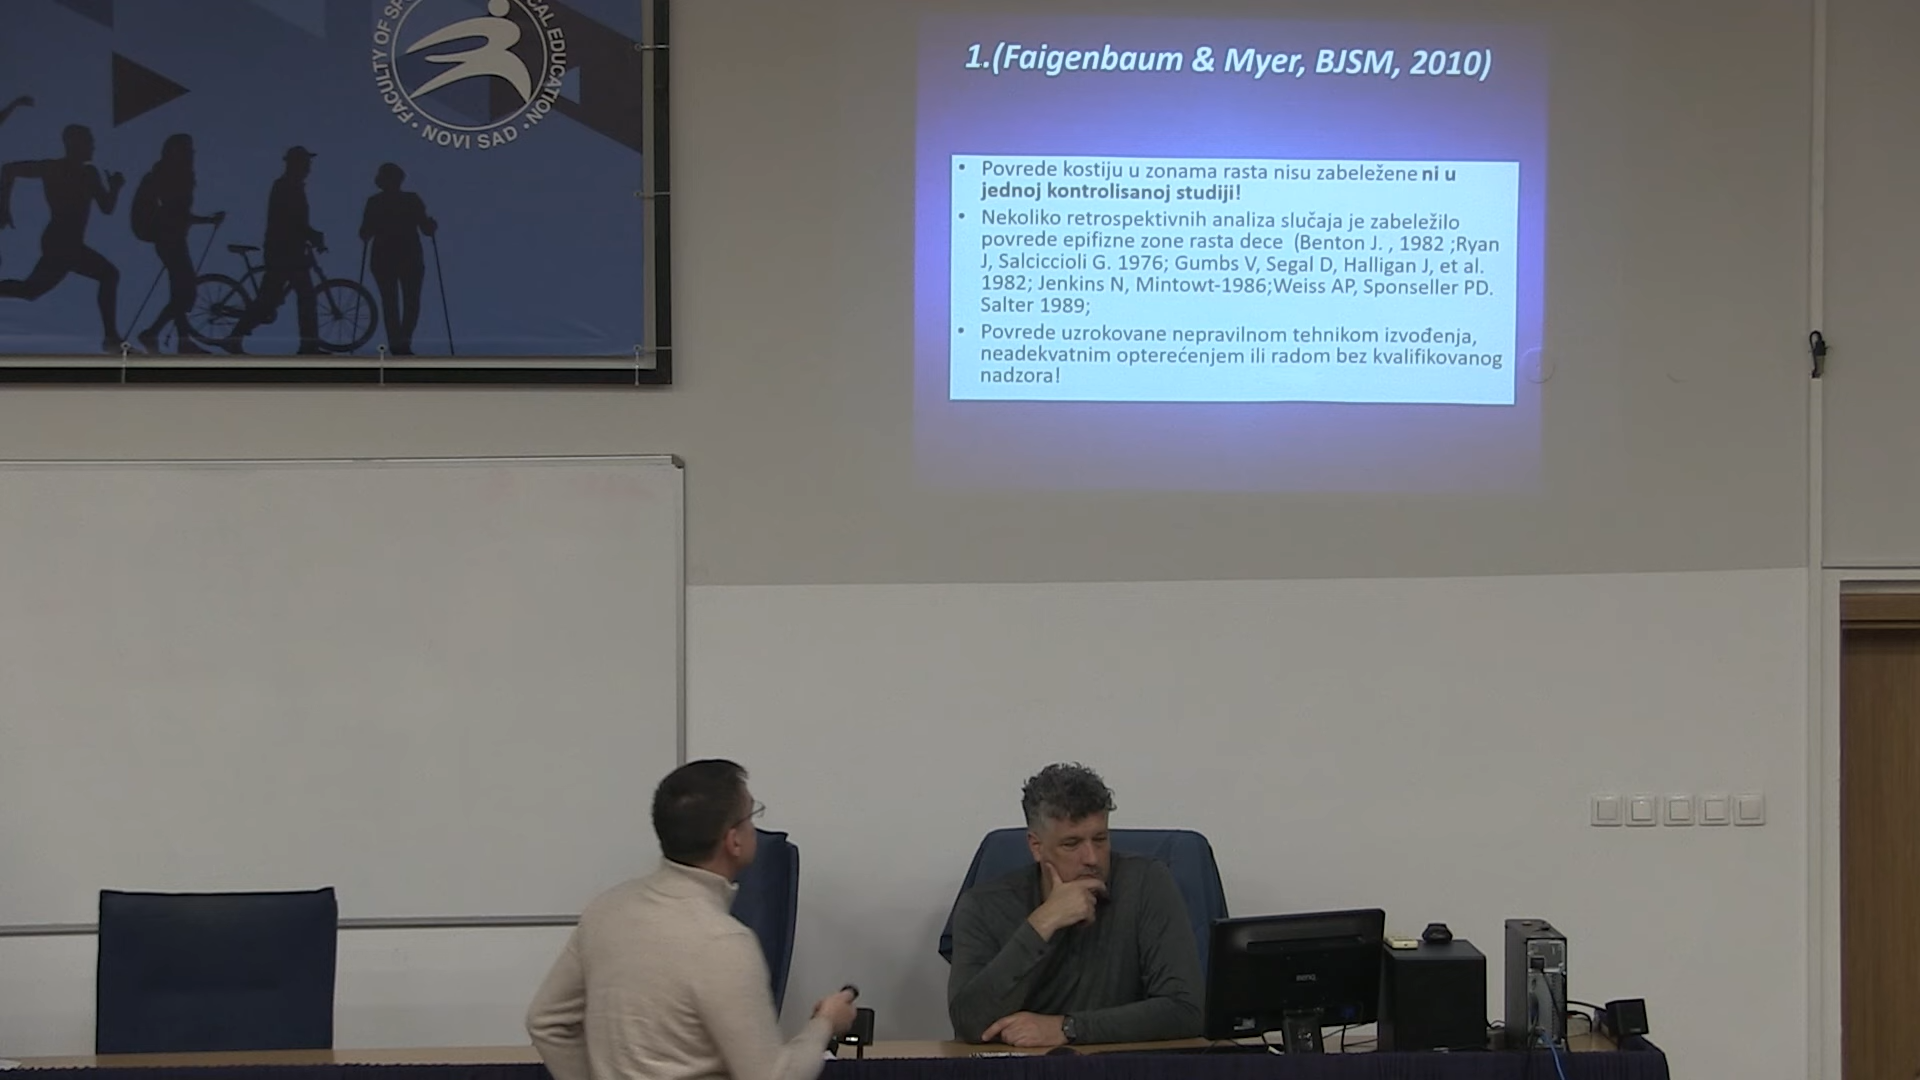 FACULTY OF SPO
CAL EDUCATION
• NOVI SAD •
1.(Faigenbaum & Myer, BJSM, 2010)
• Povrede kostiju u zonama rasta nisu zabeležene ni u
jednoj kontrolisanoj studiji!
• Nekoliko retrospektivnih analiza slučaja je zabeležilo
povrede epifizne zone rasta dece (Benton J. , 1982 ;Ryan
J, Salciccioli G. 1976; Gumbs V, Segal D, Halligan J, et al.
1982; Jenkins N, Mintowt-1986;Weiss AP, Sponseller PD.
Salter 1989;
• Povrede uzrokovane nepravilnom tehnikom izvođenja,
neadekvatnim opterećenjem ili radom bez kvalifikovanog
nadzora!
BENQ